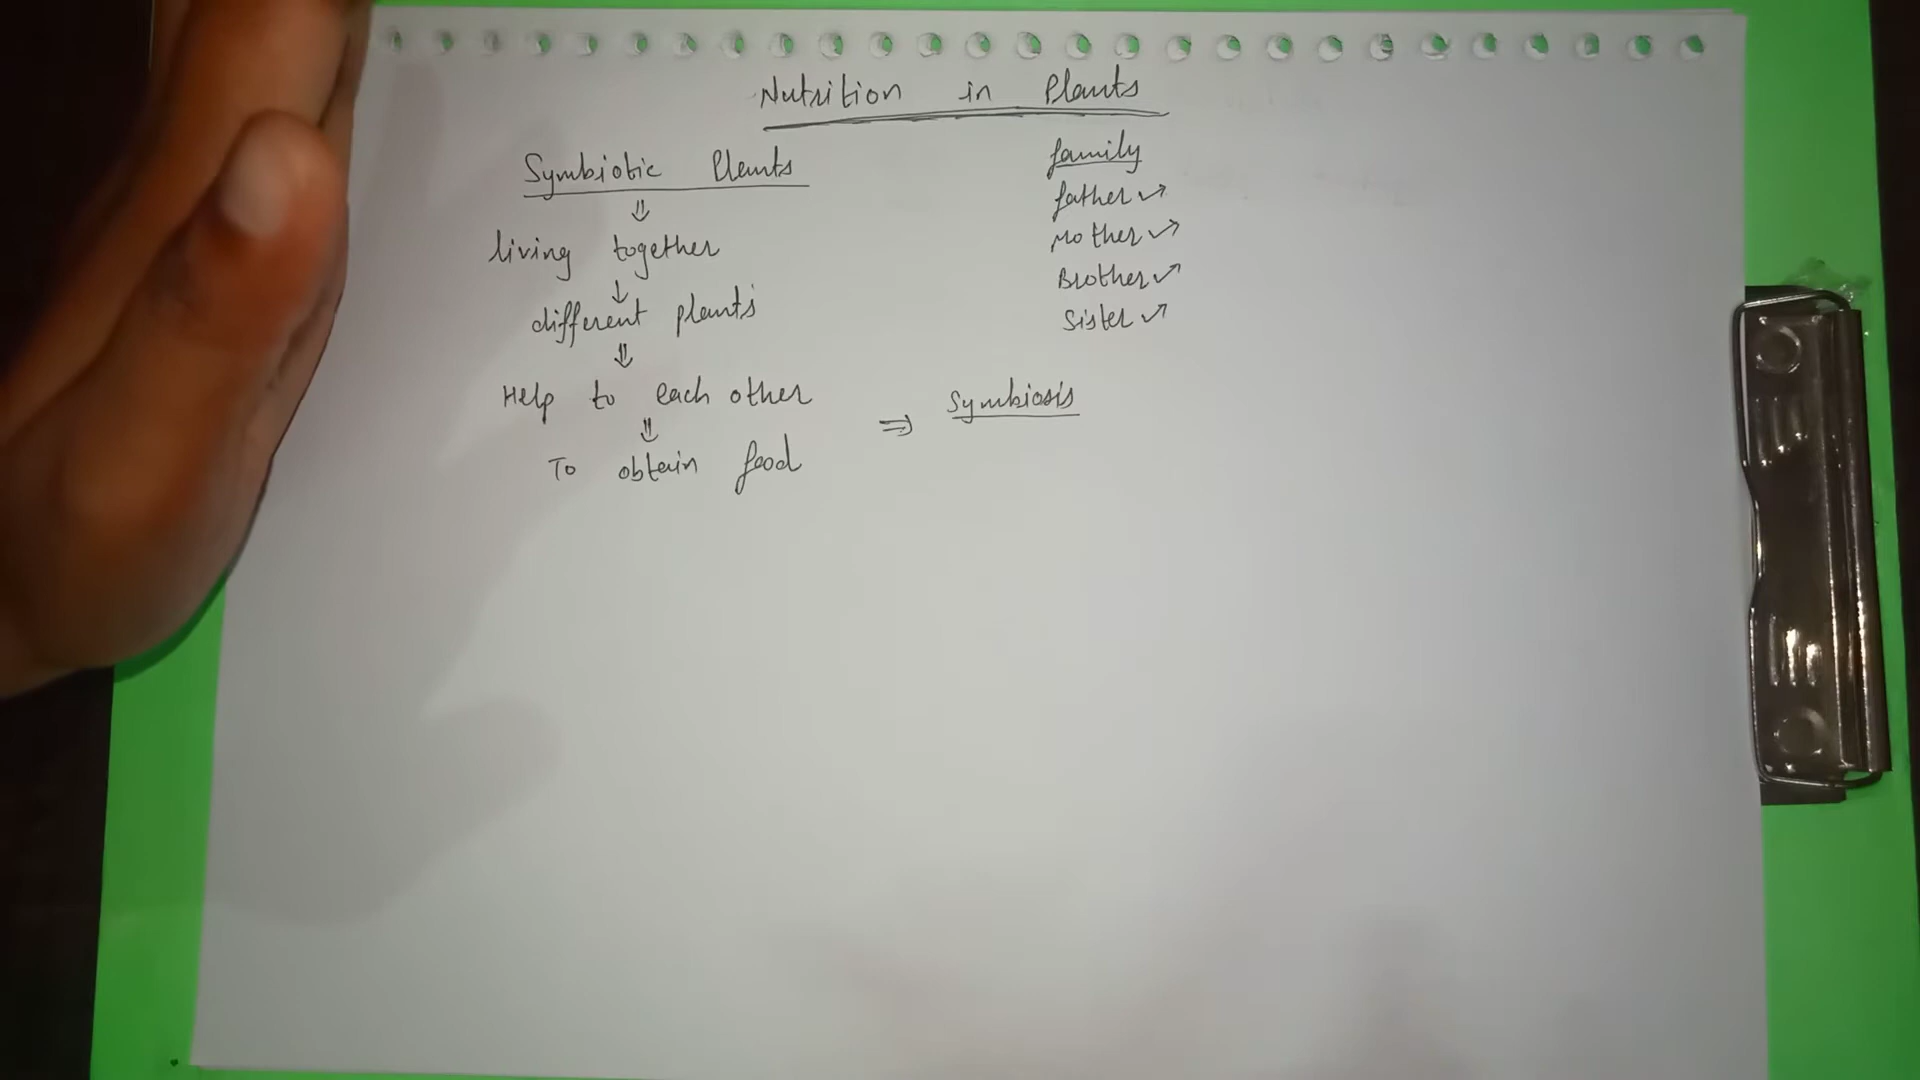 Nutrition in Plants
Symbiotic Plants
⇓
living together
↓
different plants
⇓
Help to each other
⇓
To obtain food
⇒ Symbiosis
family
father ✓
Mother ✓
Brother ✓
Sister ✓